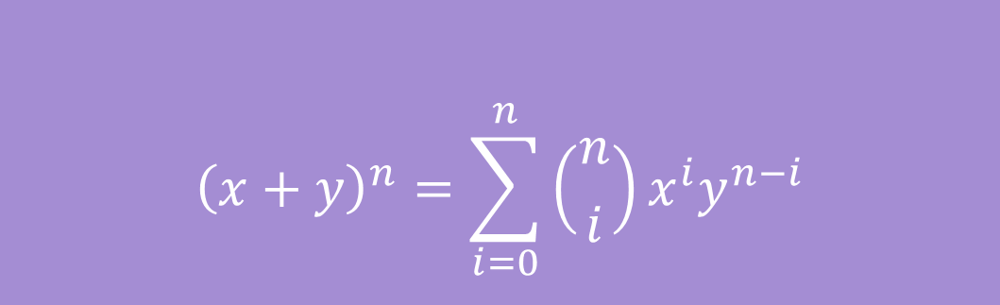 (x + y)^n = \sum_{i=0}^{n} \binom{n}{i} x^i y^{n-i}